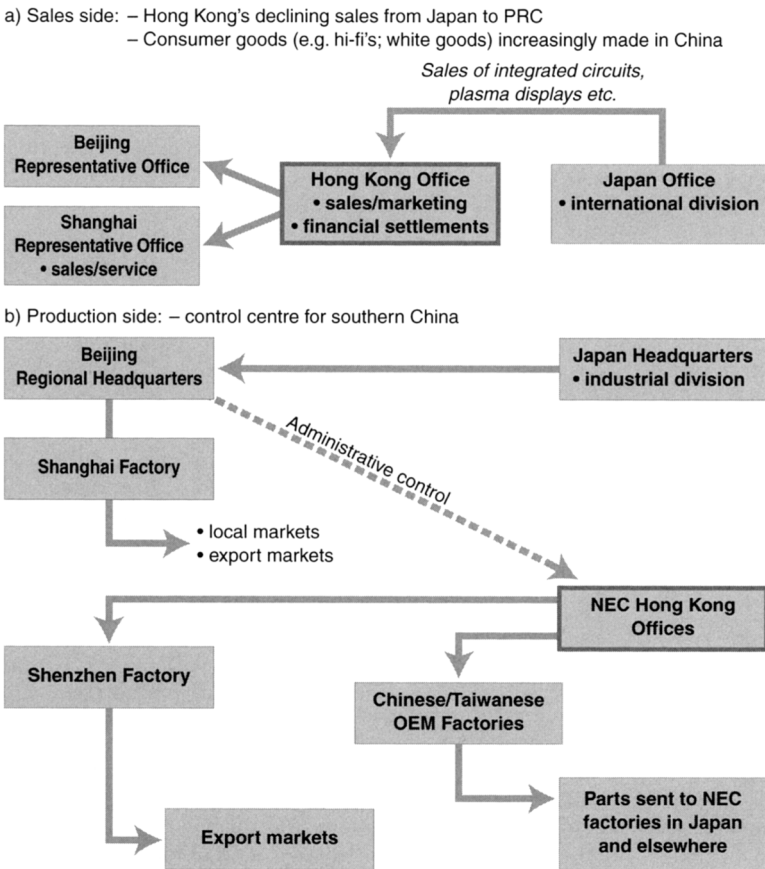 a) Sales side: – Hong Kong's declining sales from Japan to PRC
– Consumer goods (e.g. hi-fi's; white goods) increasingly made in China
Sales of integrated circuits,
plasma displays etc.
Beijing
Representative Office
Shanghai
Representative Office
• sales/service
Hong Kong Office
• sales/marketing
• financial settlements
Japan Office
• international division
b) Production side: – control centre for southern China
Beijing
Regional Headquarters
Japan Headquarters
• industrial division
Administrative control
Shanghai Factory
• local markets
• export markets
NEC Hong Kong
Offices
Shenzhen Factory
Chinese/Taiwanese
OEM Factories
Export markets
Parts sent to NEC
factories in Japan
and elsewhere